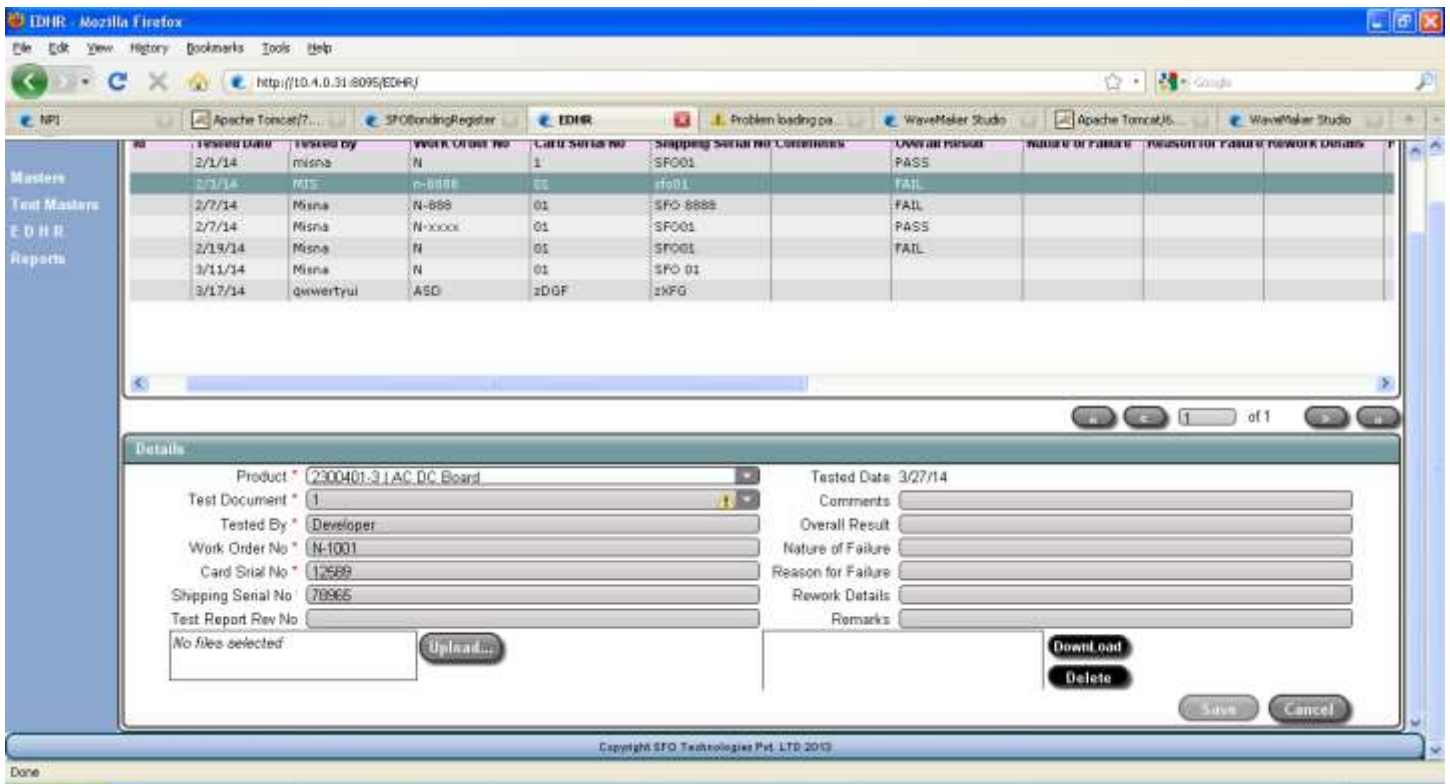 EDHR - Mozilla Firefox
File Edit View History Bookmarks Tools Help
http://10.4.0.31:8095/EDHR/ Google
NPI Apache Tomcat/7.... SFOBondingRegister EDHR Problem loading pa... WaveMaker Studio Apache Tomcat/6.... WaveMaker Studio
Id Tested Date Tested By Work Order No Card Serial No Shipping Serial No Comments Overall Result Nature of Failure Reason for Failure Rework Details
2/1/14 misna N 1 SFO01 PASS
2/3/14 MIS n-8888 01 sfo01 FAIL
2/7/14 Misna N-888 01 SFO-8888 FAIL
2/7/14 Misna N-xxxx 01 SFO01 PASS
2/19/14 Misna N 01 SFO01 FAIL
3/11/14 Misna N 01 SFO 01
3/17/14 qwwertyui ASD zDGF zXFG
Masters
Test Masters
E D H R
Reports
1 of 1
Details
Product * 2300401-3 | AC DC Board
Test Document * 1
Tested By * Developer
Work Order No * N-1001
Card Srial No * 12589
Shipping Serial No 78965
Test Report Rev No
No files selected
Upload...
Tested Date 3/27/14
Comments
Overall Result
Nature of Failure
Reason for Failure
Rework Details
Remarks
DownLoad
Delete
Save Cancel
Copyright SFO Technologies Pvt. LTD 2013
Done